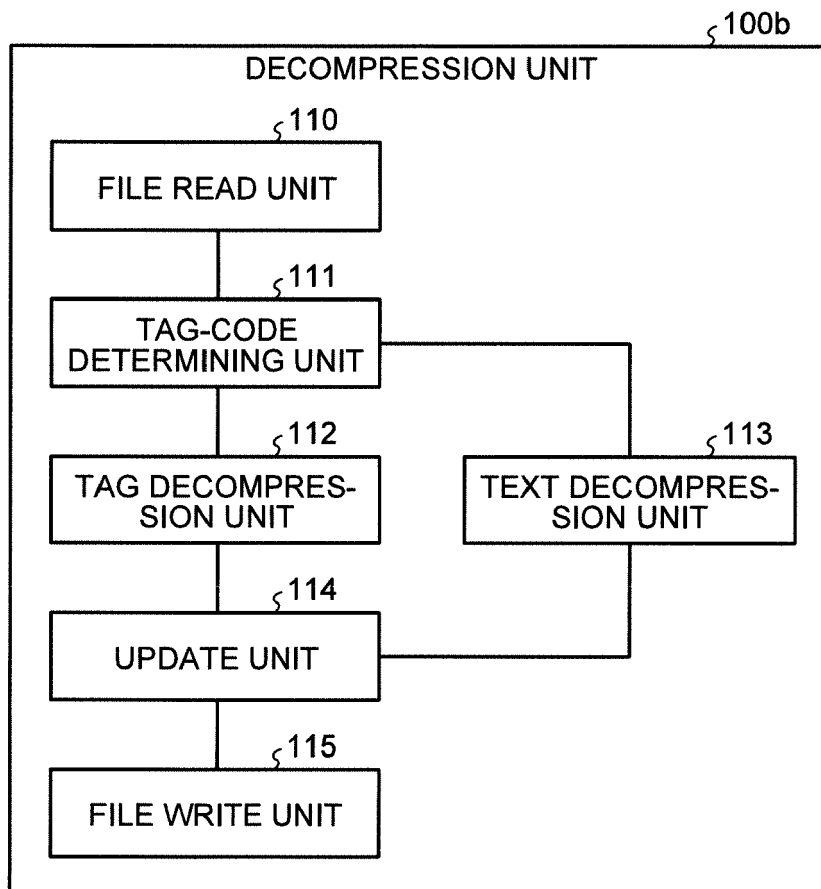 100b
DECOMPRESSION UNIT
110
FILE READ UNIT
111
TAG-CODE
DETERMINING UNIT
112
TAG DECOMPRES-
SION UNIT
113
TEXT DECOMPRES-
SION UNIT
114
UPDATE UNIT
115
FILE WRITE UNIT